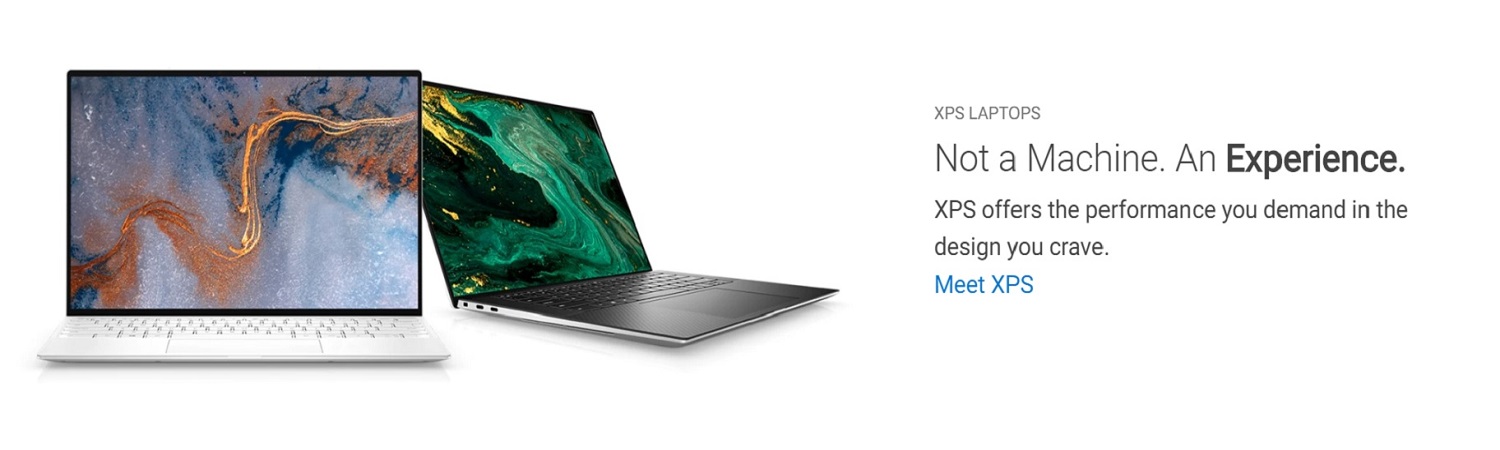 XPS LAPTOPS
Not a Machine. An Experience.
XPS offers the performance you demand in the
design you crave.
Meet XPS